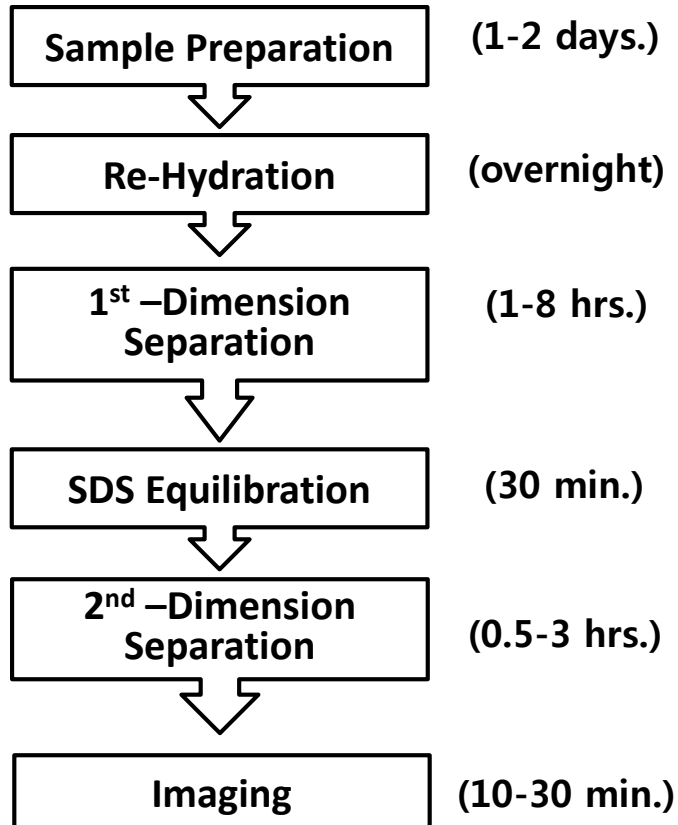 Sample Preparation (1-2 days.)
Re-Hydration (overnight)
1st –Dimension
Separation (1-8 hrs.)
SDS Equilibration (30 min.)
2nd –Dimension
Separation (0.5-3 hrs.)
Imaging (10-30 min.)